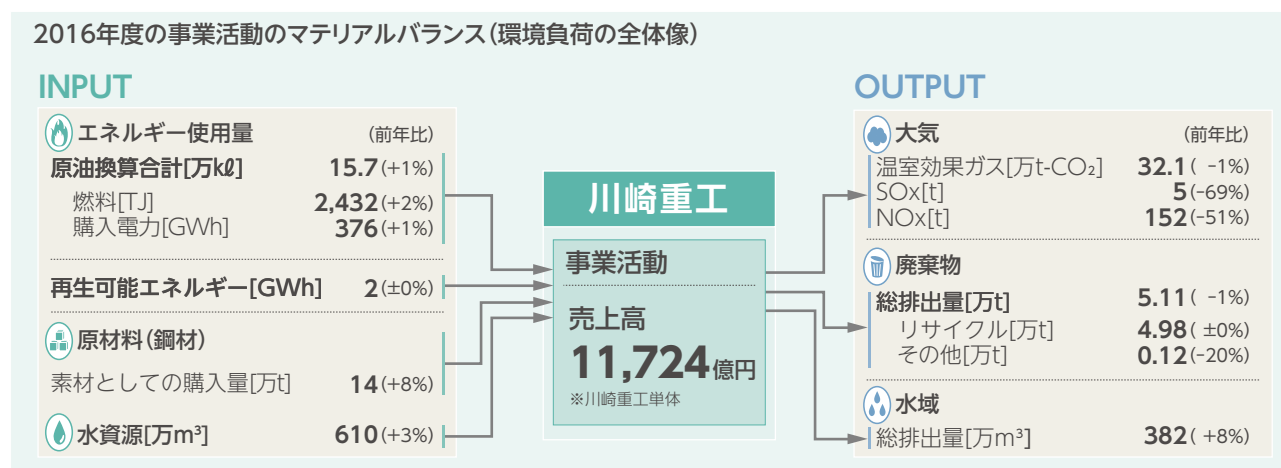 2016年度の事業活動のマテリアルバランス（環境負荷の全体像）
INPUT
エネルギー使用量 （前年比）
原油換算合計[万kℓ] 15.7(+1%)
燃料[TJ] 2,432(+2%)
購入電力[GWh] 376(+1%)
再生可能エネルギー[GWh] 2(±0%)
原材料（鋼材）
素材としての購入量[万t] 14(+8%)
水資源[万m³] 610(+3%)
川崎重工
事業活動
売上高
11,724億円
※川崎重工単体
OUTPUT
大気 （前年比）
温室効果ガス[万t-CO₂] 32.1( -1%)
SOx[t] 5(-69%)
NOx[t] 152(-51%)
廃棄物
総排出量[万t] 5.11( -1%)
リサイクル[万t] 4.98( ±0%)
その他[万t] 0.12(-20%)
水域
総排出量[万m³] 382( +8%)